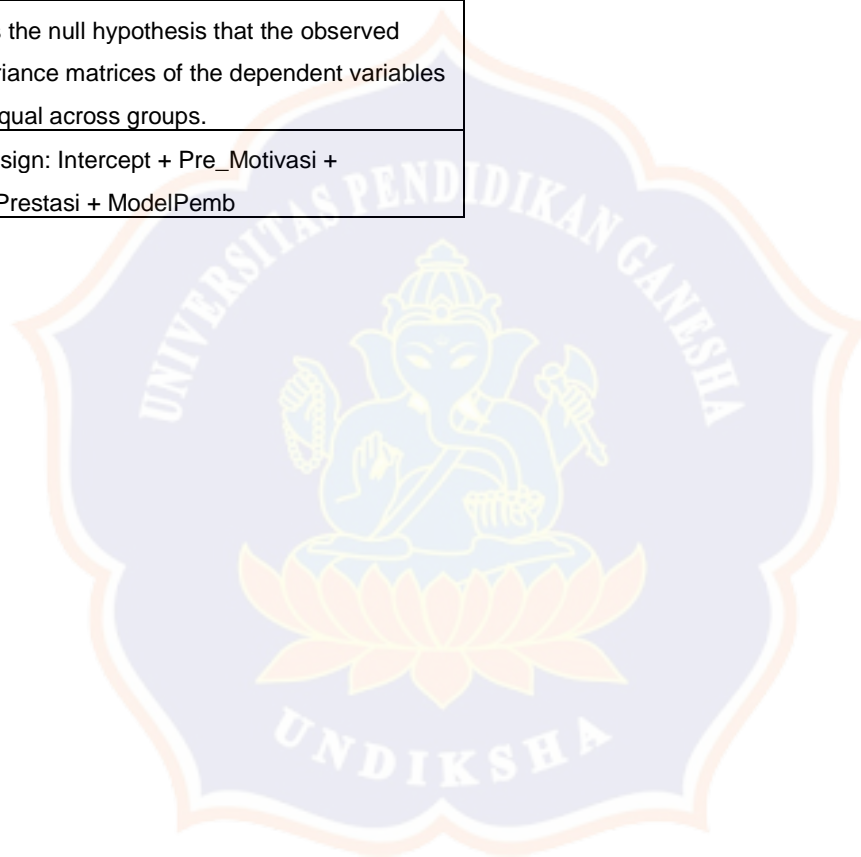 the null hypothesis that the observed
riance matrices of the dependent variables
qual across groups.
sign: Intercept + Pre_Motivasi +
Prestasi + ModelPemb
UNIVERSITAS PENDIDIKAN GANESHA
UNDIKSHA